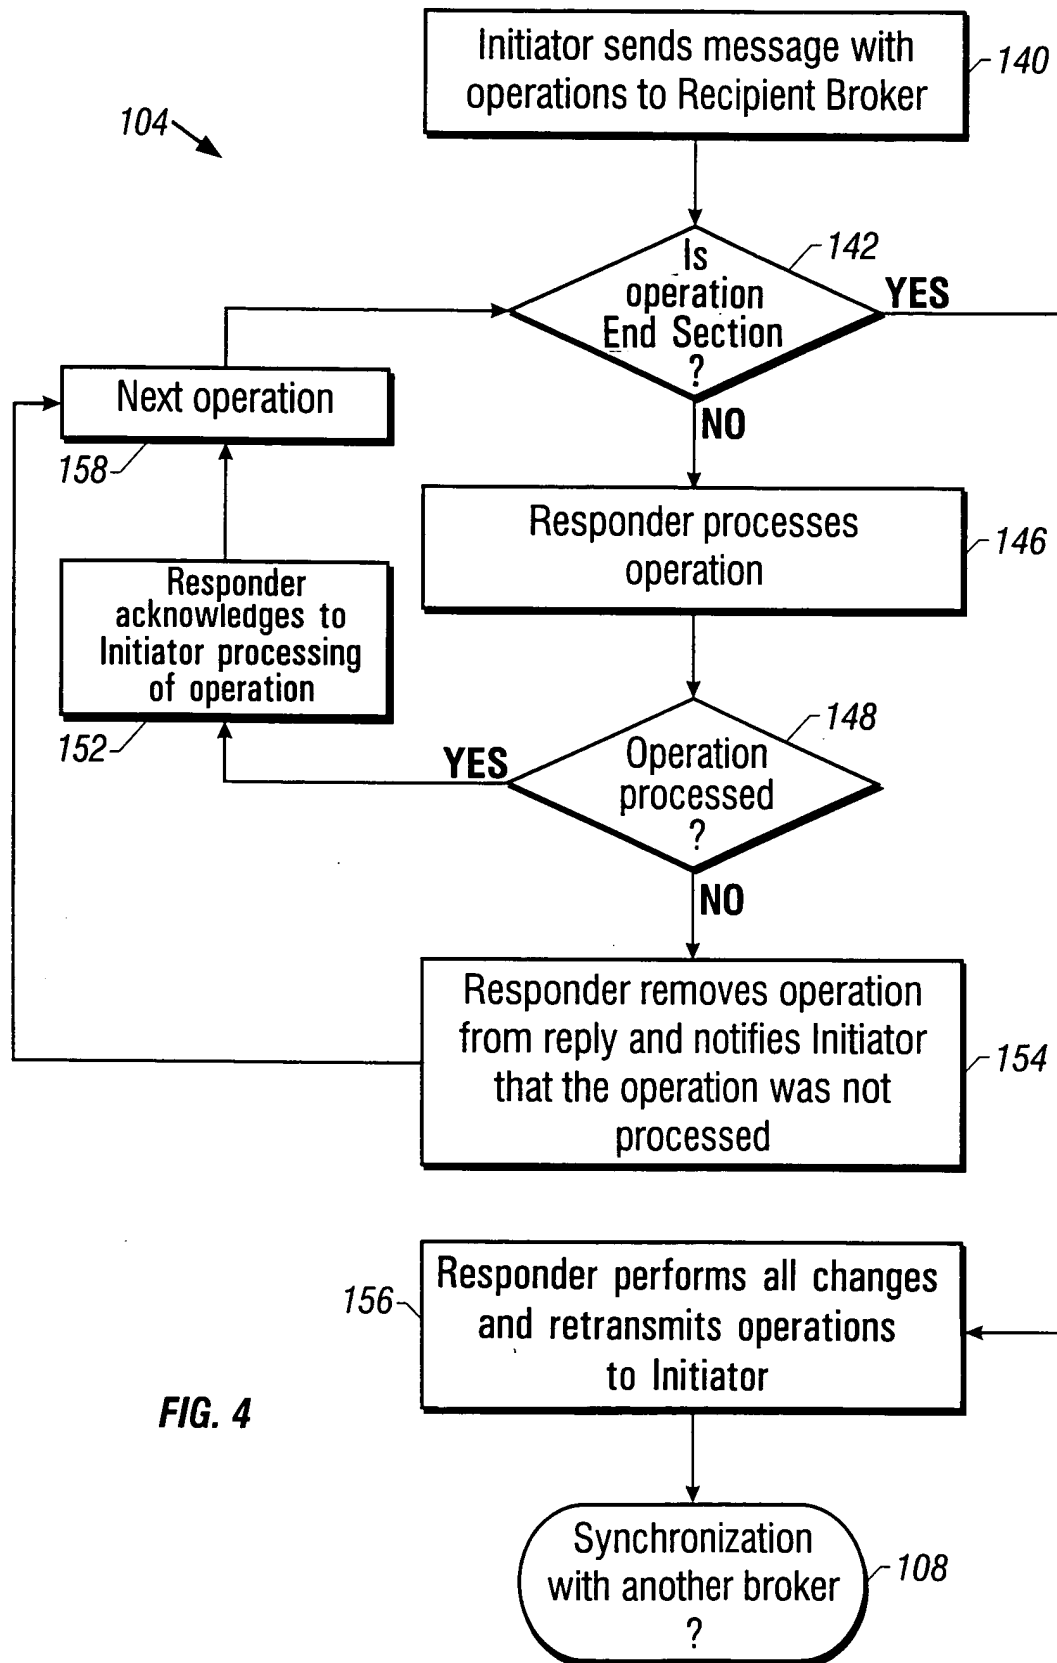 Initiator sends message with
operations to Recipient Broker
140
104
Is
operation
End Section
?
142
YES
Next operation
158
NO
Responder processes
operation
146
Responder
acknowledges to
Initiator processing
of operation
152
Operation
processed
?
148
YES
NO
Responder removes operation
from reply and notifies Initiator
that the operation was not
processed
154
Responder performs all changes
and retransmits operations
to Initiator
156
FIG. 4
Synchronization
with another broker
?
108